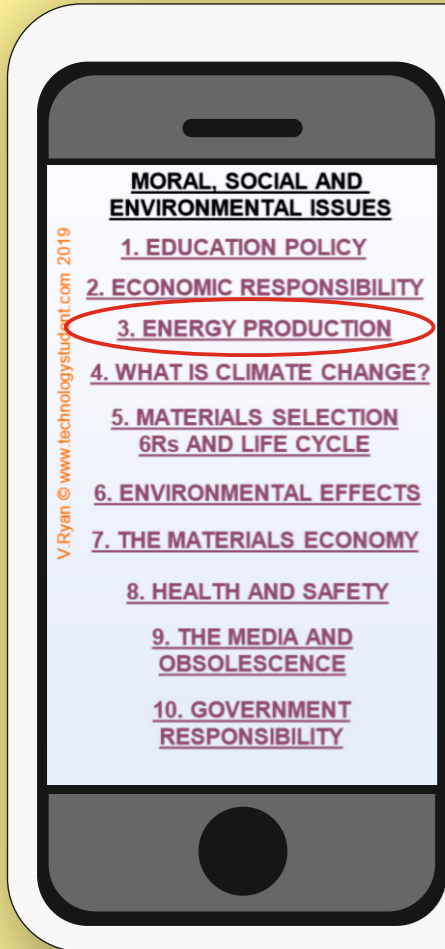 MORAL, SOCIAL AND
ENVIRONMENTAL ISSUES
1. EDUCATION POLICY
2. ECONOMIC RESPONSIBILITY
3. ENERGY PRODUCTION
4. WHAT IS CLIMATE CHANGE?
5. MATERIALS SELECTION
6Rs AND LIFE CYCLE
6. ENVIRONMENTAL EFFECTS
7. THE MATERIALS ECONOMY
8. HEALTH AND SAFETY
9. THE MEDIA AND
OBSOLESCENCE
10. GOVERNMENT
RESPONSIBILITY
V.Ryan © www.technologystudent.com 2019